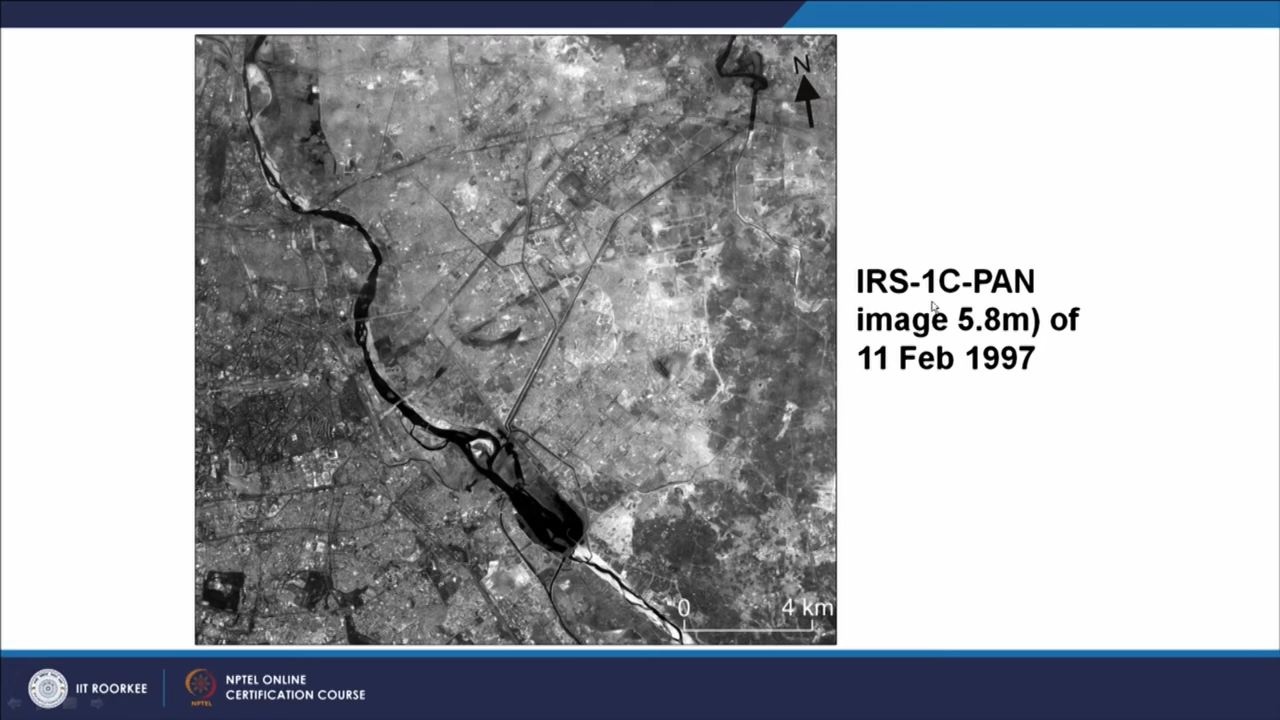 N
0 4 km
IRS-1C-PAN
image 5.8m) of
11 Feb 1997
IIT ROORKEE
NPTEL
NPTEL ONLINE
CERTIFICATION COURSE